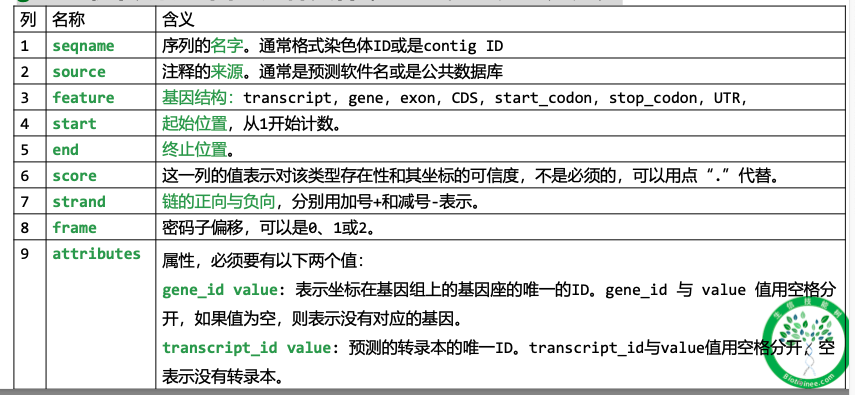 列 名称 含义
1 seqname 序列的名字。通常格式染色体ID或是contig ID
2 source 注释的来源。通常是预测软件名或是公共数据库
3 feature 基因结构：transcript，gene，exon，CDS，start_codon，stop_codon，UTR，
4 start 起始位置，从1开始计数。
5 end 终止位置。
6 score 这一列的值表示对该类型存在性和其坐标的可信度，不是必须的，可以用点“.”代替。
7 strand 链的正向与负向，分别用加号+和减号-表示。
8 frame 密码子偏移，可以是0、1或2。
9 attributes 属性，必须要有以下两个值：
gene_id value: 表示坐标在基因组上的基因座的唯一的ID。gene_id 与 value 值用空格分
开，如果值为空，则表示没有对应的基因。
transcript_id value: 预测的转录本的唯一ID。transcript_id与value值用空格分开，空
表示没有转录本。
生信技能树